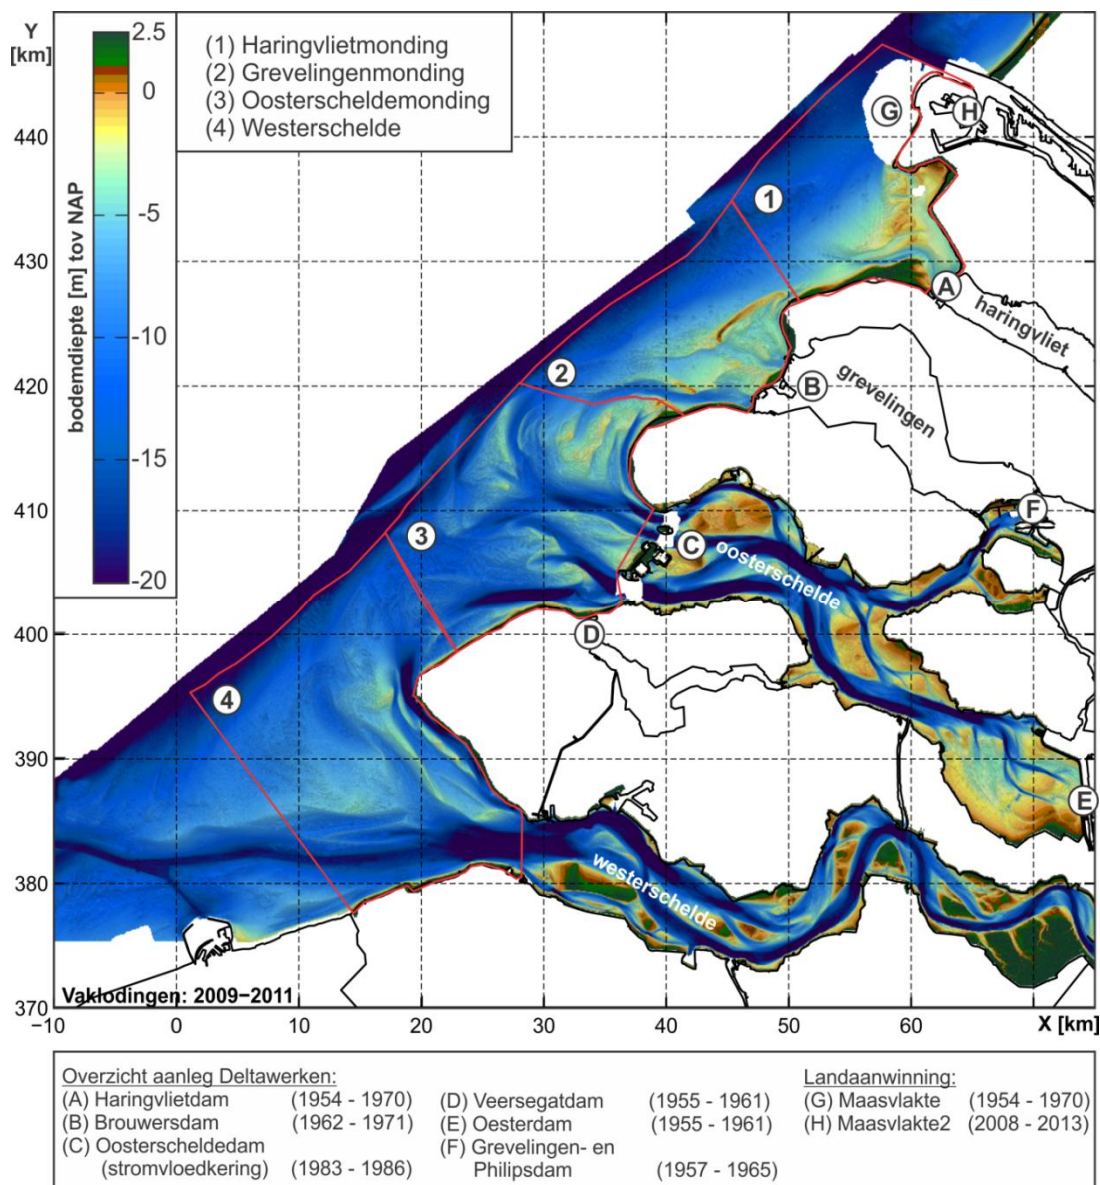 Y
[km]
2.5
0
-5
-10
-15
-20
bodemdiepte [m] tov NAP
(1) Haringvlietmonding
(2) Grevelingenmonding
(3) Oosterscheldemonding
(4) Westerschelde
440
430
420
410
400
390
380
370
G
H
1
A
haringvliet
2
B
grevelingen
F
3
C
oosterschelde
D
4
E
westerschelde
Vaklodingen: 2009−2011
−10
0
10
20
30
40
50
60
X [km]
Overzicht aanleg Deltawerken:
(A) Haringvlietdam (1954 - 1970)
(B) Brouwersdam (1962 - 1971)
(C) Oosterscheldedam
(stromvloedkering) (1983 - 1986)
(D) Veersegatdam (1955 - 1961)
(E) Oesterdam (1955 - 1961)
(F) Grevelingen- en
Philipsdam (1957 - 1965)
Landaanwinning:
(G) Maasvlakte (1954 - 1970)
(H) Maasvlakte2 (2008 - 2013)